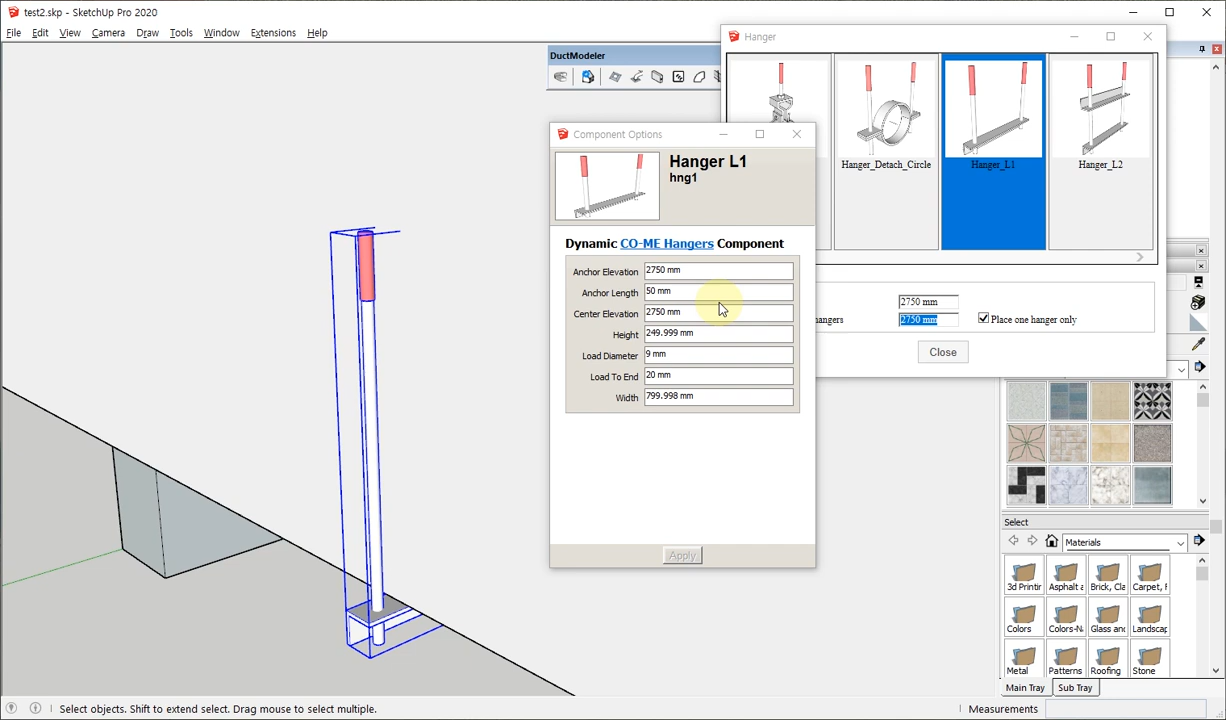 test2.skp - SketchUp Pro 2020
File Edit View Camera Draw Tools Window Extensions Help
DuctModeler
Hanger
Hanger_Detach_Circle
Hanger_L1
Hanger_L2
Component Options
Hanger L1
hng1
Dynamic CO-ME Hangers Component
Anchor Elevation 2750 mm
Anchor Length 50 mm
Center Elevation 2750 mm
Height 249.999 mm
Load Diameter 9 mm
Load To End 20 mm
Width 799.998 mm
Apply
2750 mm
2750 mm Place one hanger only
Close
Select
Materials
3d Printir
Asphalt a
Brick, Cla
Carpet, F
Colors
Colors-N
Glass and
Landscap
Metal
Patterns
Roofing
Stone
Main Tray Sub Tray
Select objects. Shift to extend select. Drag mouse to select multiple.
Measurements